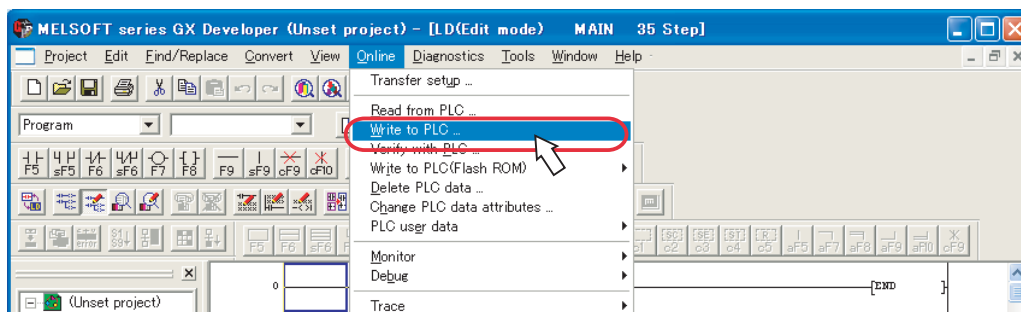 MELSOFT series GX Developer (Unset project) - [LD(Edit mode) MAIN 35 Step]
Project Edit Find/Replace Convert View Online Diagnostics Tools Window Help
Transfer setup ...
Read from PLC ...
Program
Write to PLC ...
Verify with PLC ...
F5 sF5 F6 sF6 F7 F8 F9 sF9 cF9 cF10
Write to PLC(Flash ROM)
Delete PLC data ...
Change PLC data attributes ...
PLC user data
error
F5 F6 sF6 c2 c3 c4 c5 aF5 aF7 aF8 aF9 aF10 cF9
Monitor
Debug
0 END
(Unset project)
Trace